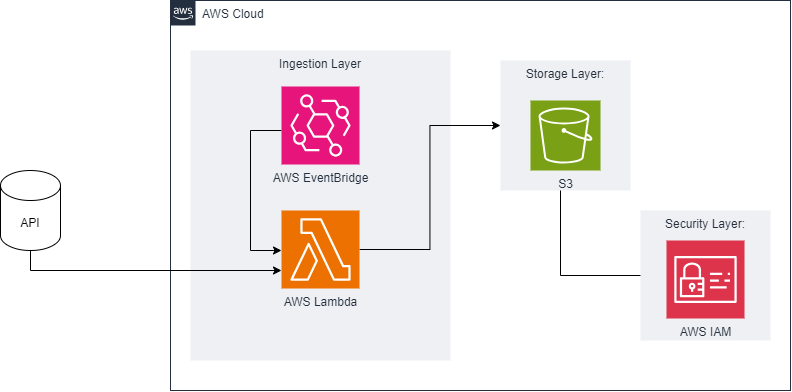 aws
AWS Cloud
Ingestion Layer
Storage Layer:
AWS EventBridge
S3
API
Security Layer:
AWS Lambda
AWS IAM